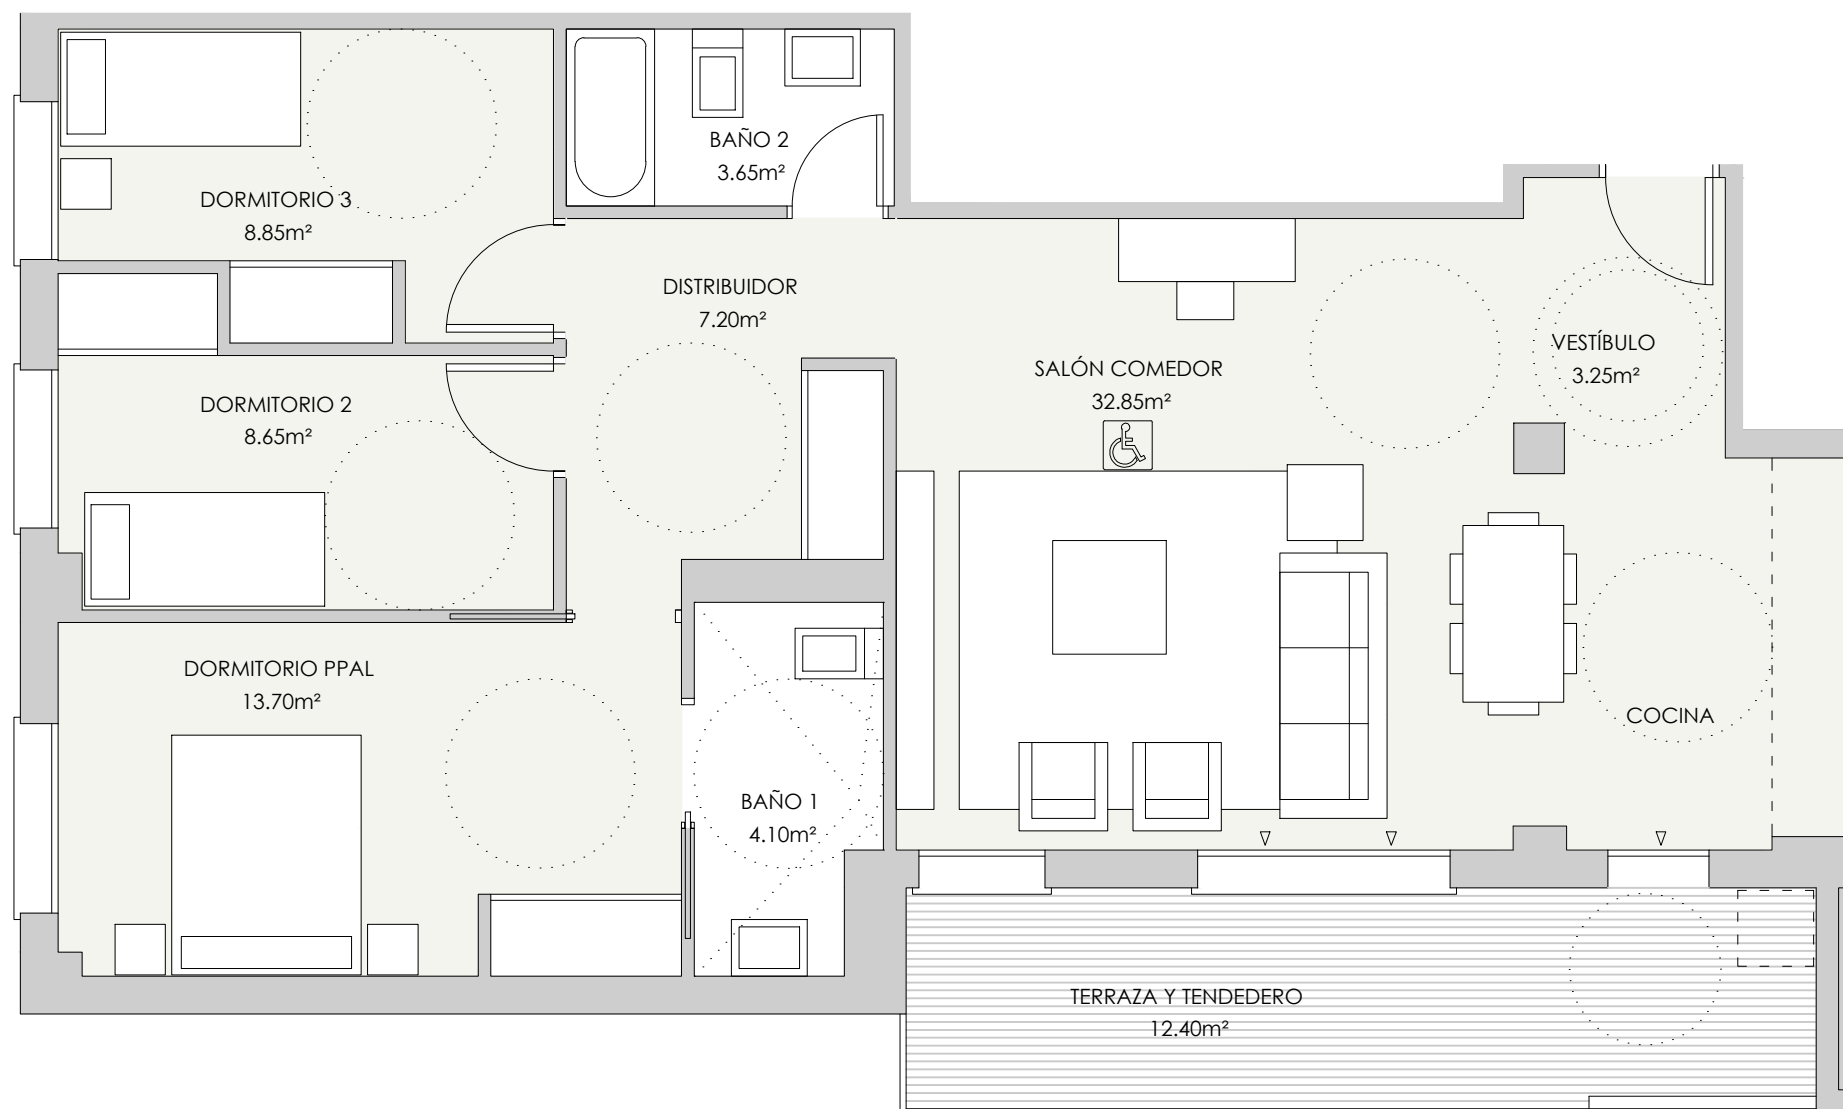 BAÑO 2
3.65m²
DORMITORIO 3
8.85m²
DISTRIBUIDOR
7.20m²
VESTÍBULO
3.25m²
SALÓN COMEDOR
32.85m²
DORMITORIO 2
8.65m²
DORMITORIO PPAL
13.70m²
COCINA
BAÑO 1
4.10m²
TERRAZA Y TENDEDERO
12.40m²